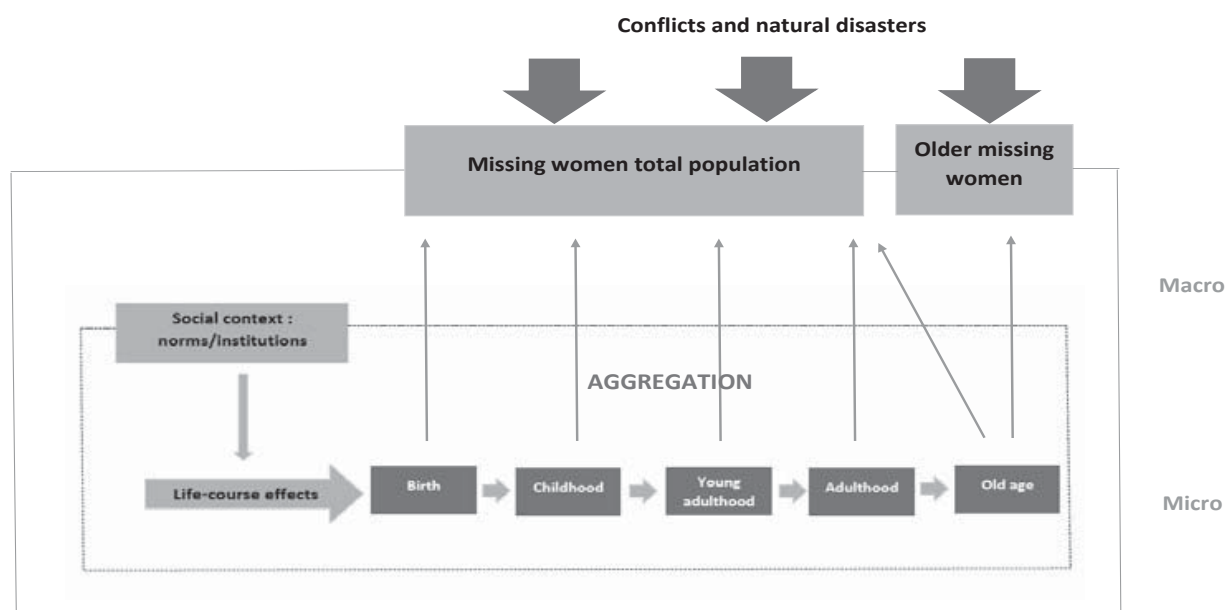 Conflicts and natural disasters
Missing women total population
Older missing
women
Macro
Social context :
norms/institutions
AGGREGATION
Life-course effects
Birth
Childhood
Young
adulthood
Adulthood
Old age
Micro